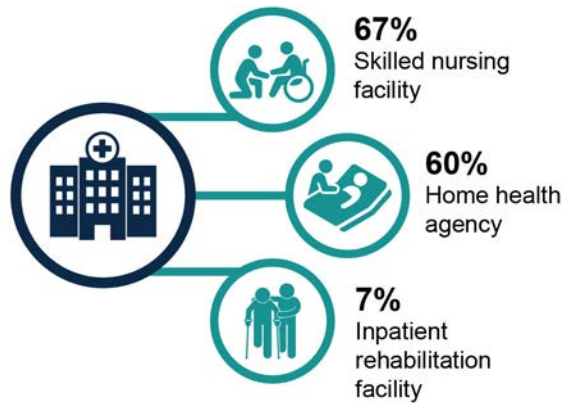 67%
Skilled nursing
facility
60%
Home health
agency
7%
Inpatient
rehabilitation
facility